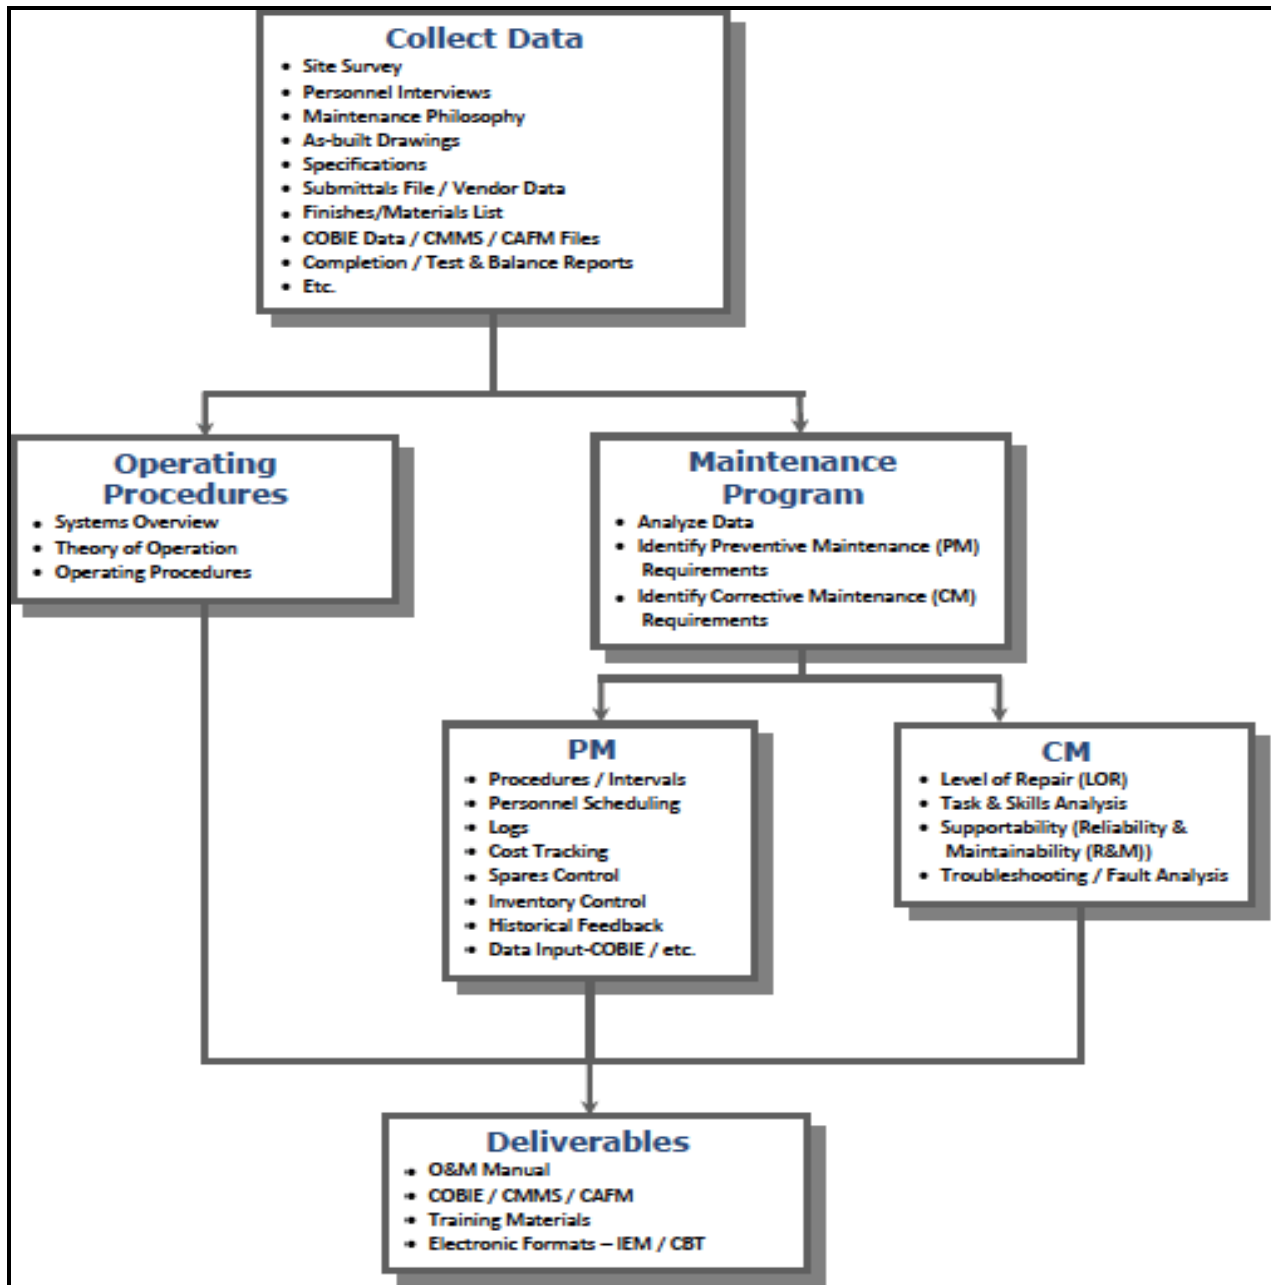 Collect Data
• Site Survey
• Personnel Interviews
• Maintenance Philosophy
• As-built Drawings
• Specifications
• Submittals File / Vendor Data
• Finishes/Materials List
• COBIE Data / CMMS / CAFM Files
• Completion / Test & Balance Reports
• Etc.
Operating
Procedures
• Systems Overview
• Theory of Operation
• Operating Procedures
Maintenance
Program
• Analyze Data
• Identify Preventive Maintenance (PM)
Requirements
• Identify Corrective Maintenance (CM)
Requirements
PM
• Procedures / Intervals
• Personnel Scheduling
• Logs
• Cost Tracking
• Spares Control
• Inventory Control
• Historical Feedback
• Data Input-COBIE / etc.
CM
• Level of Repair (LOR)
• Task & Skills Analysis
• Supportability (Reliability &
Maintainability (R&M))
• Troubleshooting / Fault Analysis
Deliverables
• O&M Manual
• COBIE / CMMS / CAFM
• Training Materials
• Electronic Formats – IEM / CBT